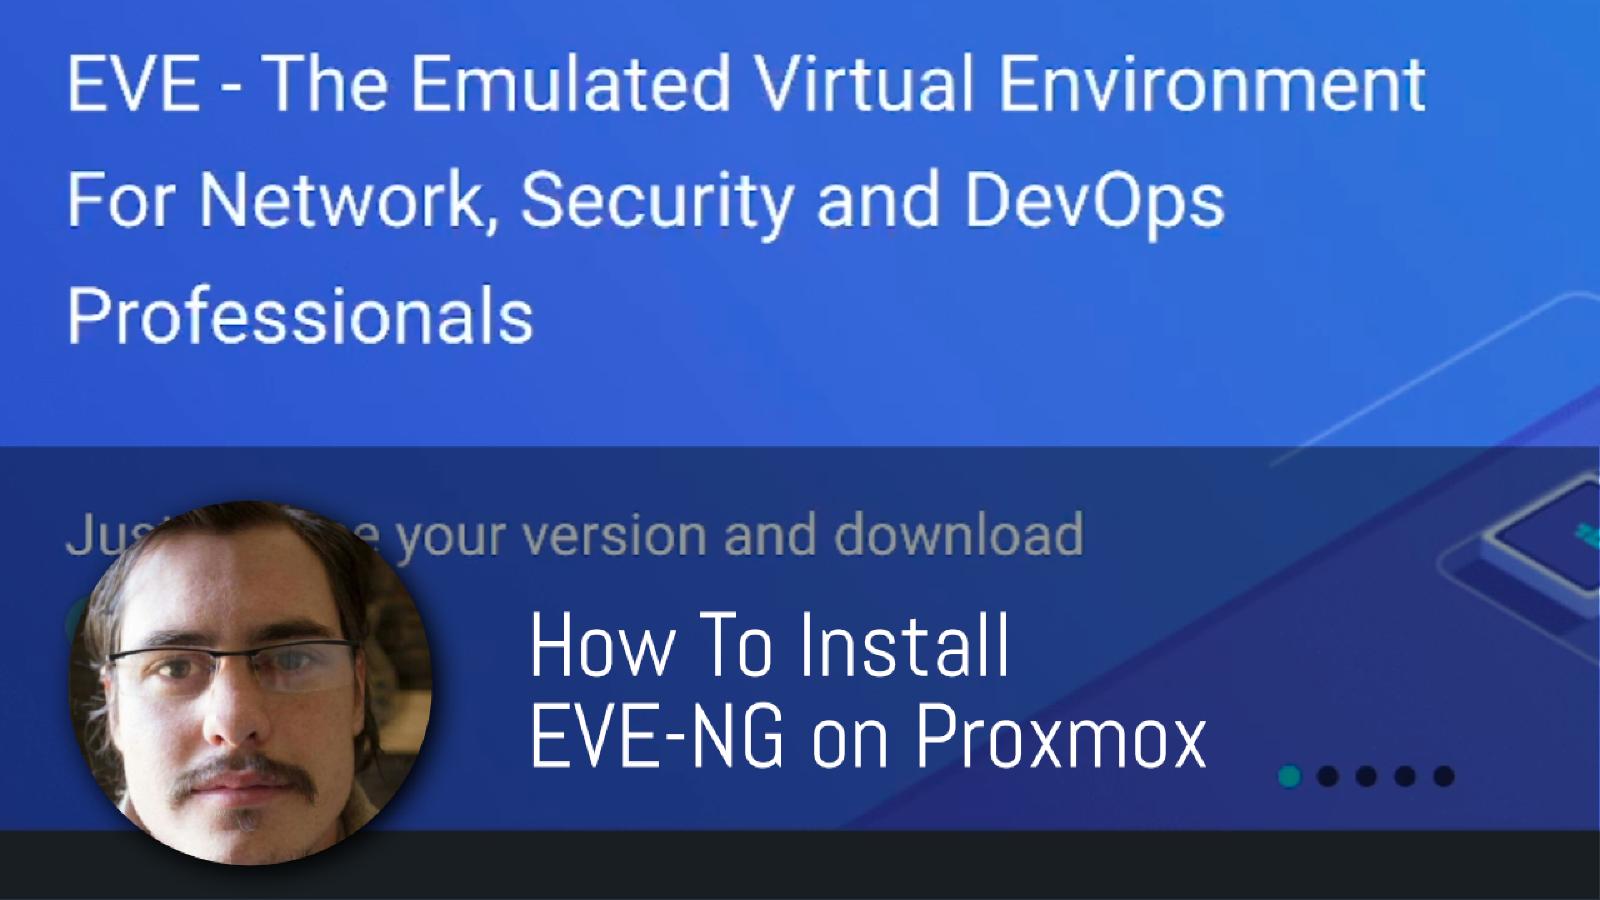 EVE - The Emulated Virtual Environment
For Network, Security and DevOps
Professionals
your version and download
How To Install
EVE-NG on Proxmox